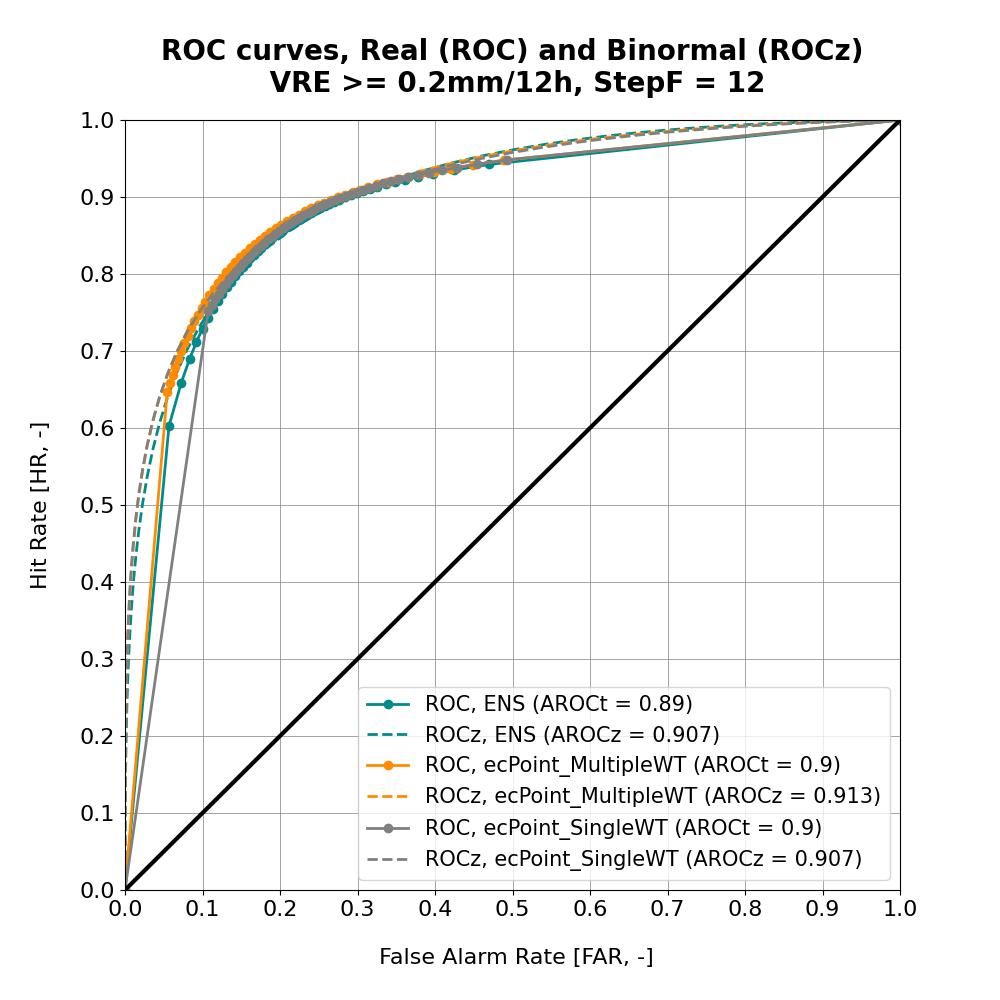 ROC curves, Real (ROC) and Binormal (ROCz)
VRE >= 0.2mm/12h, StepF = 12
1.0
0.9
0.8
0.7
0.6
0.5
0.4
0.3
0.2
0.1
0.0
Hit Rate [HR, -]
ROC, ENS (AROCt = 0.89)
ROCz, ENS (AROCz = 0.907)
ROC, ecPoint_MultipleWT (AROCt = 0.9)
ROCz, ecPoint_MultipleWT (AROCz = 0.913)
ROC, ecPoint_SingleWT (AROCt = 0.9)
ROCz, ecPoint_SingleWT (AROCz = 0.907)
0.0 0.1 0.2 0.3 0.4 0.5 0.6 0.7 0.8 0.9 1.0
False Alarm Rate [FAR, -]